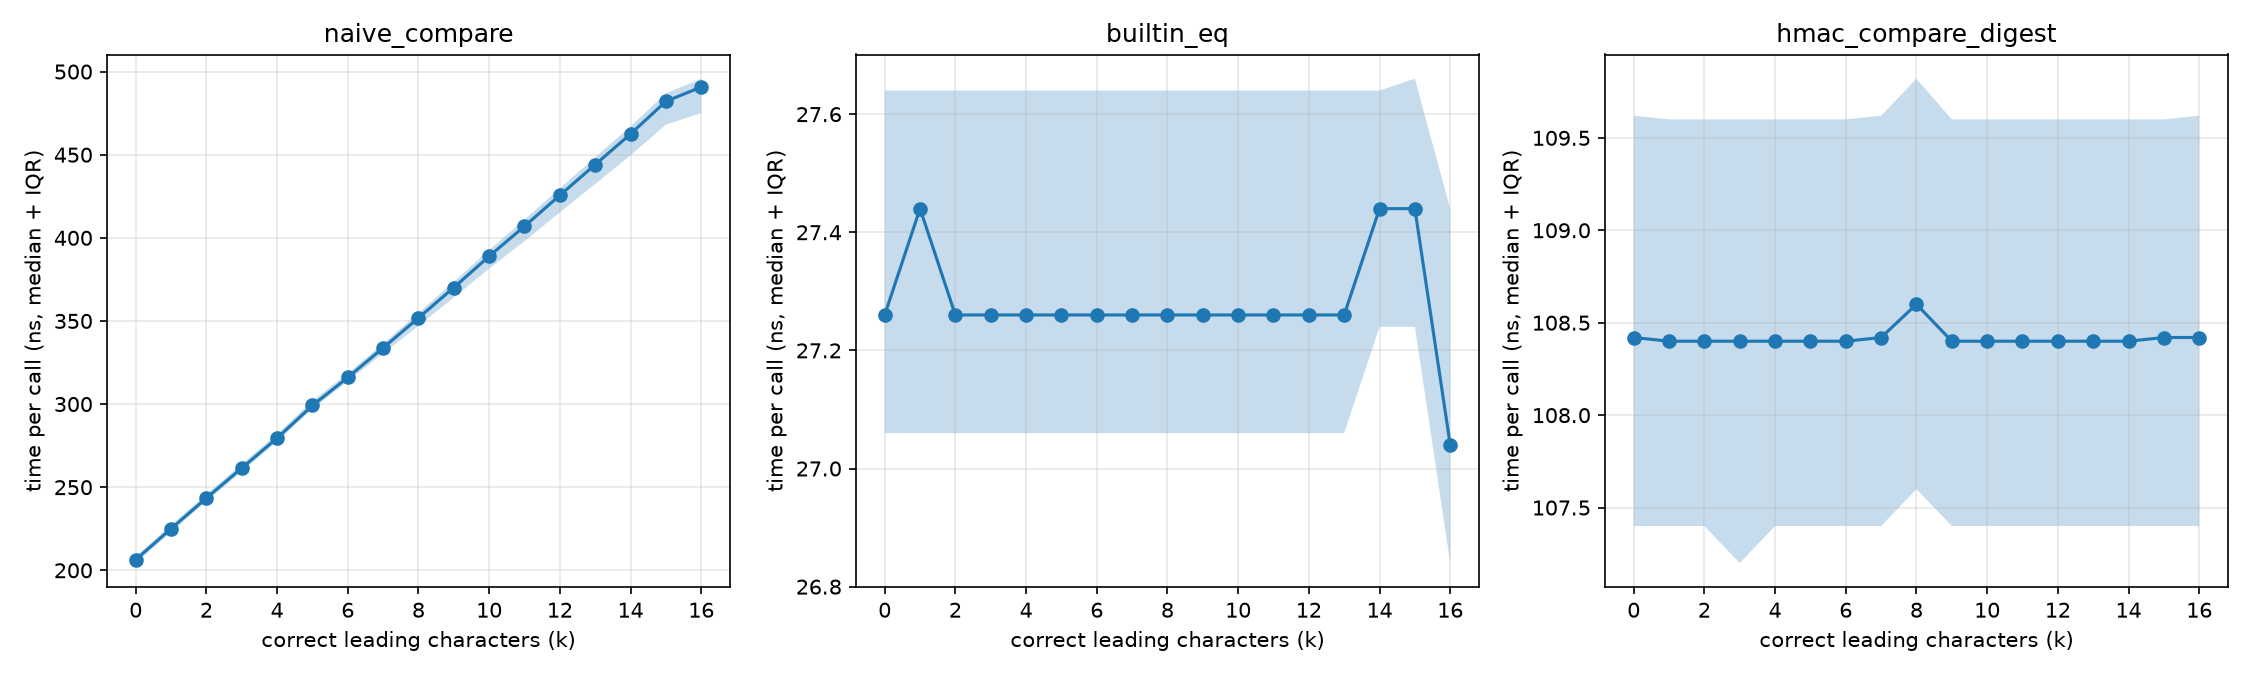 naive_compare
time per call (ns, median + IQR)
500
450
400
350
300
250
200
0 2 4 6 8 10 12 14 16
correct leading characters (k)
builtin_eq
time per call (ns, median + IQR)
27.6
27.4
27.2
27.0
26.8
0 2 4 6 8 10 12 14 16
correct leading characters (k)
hmac_compare_digest
time per call (ns, median + IQR)
109.5
109.0
108.5
108.0
107.5
0 2 4 6 8 10 12 14 16
correct leading characters (k)